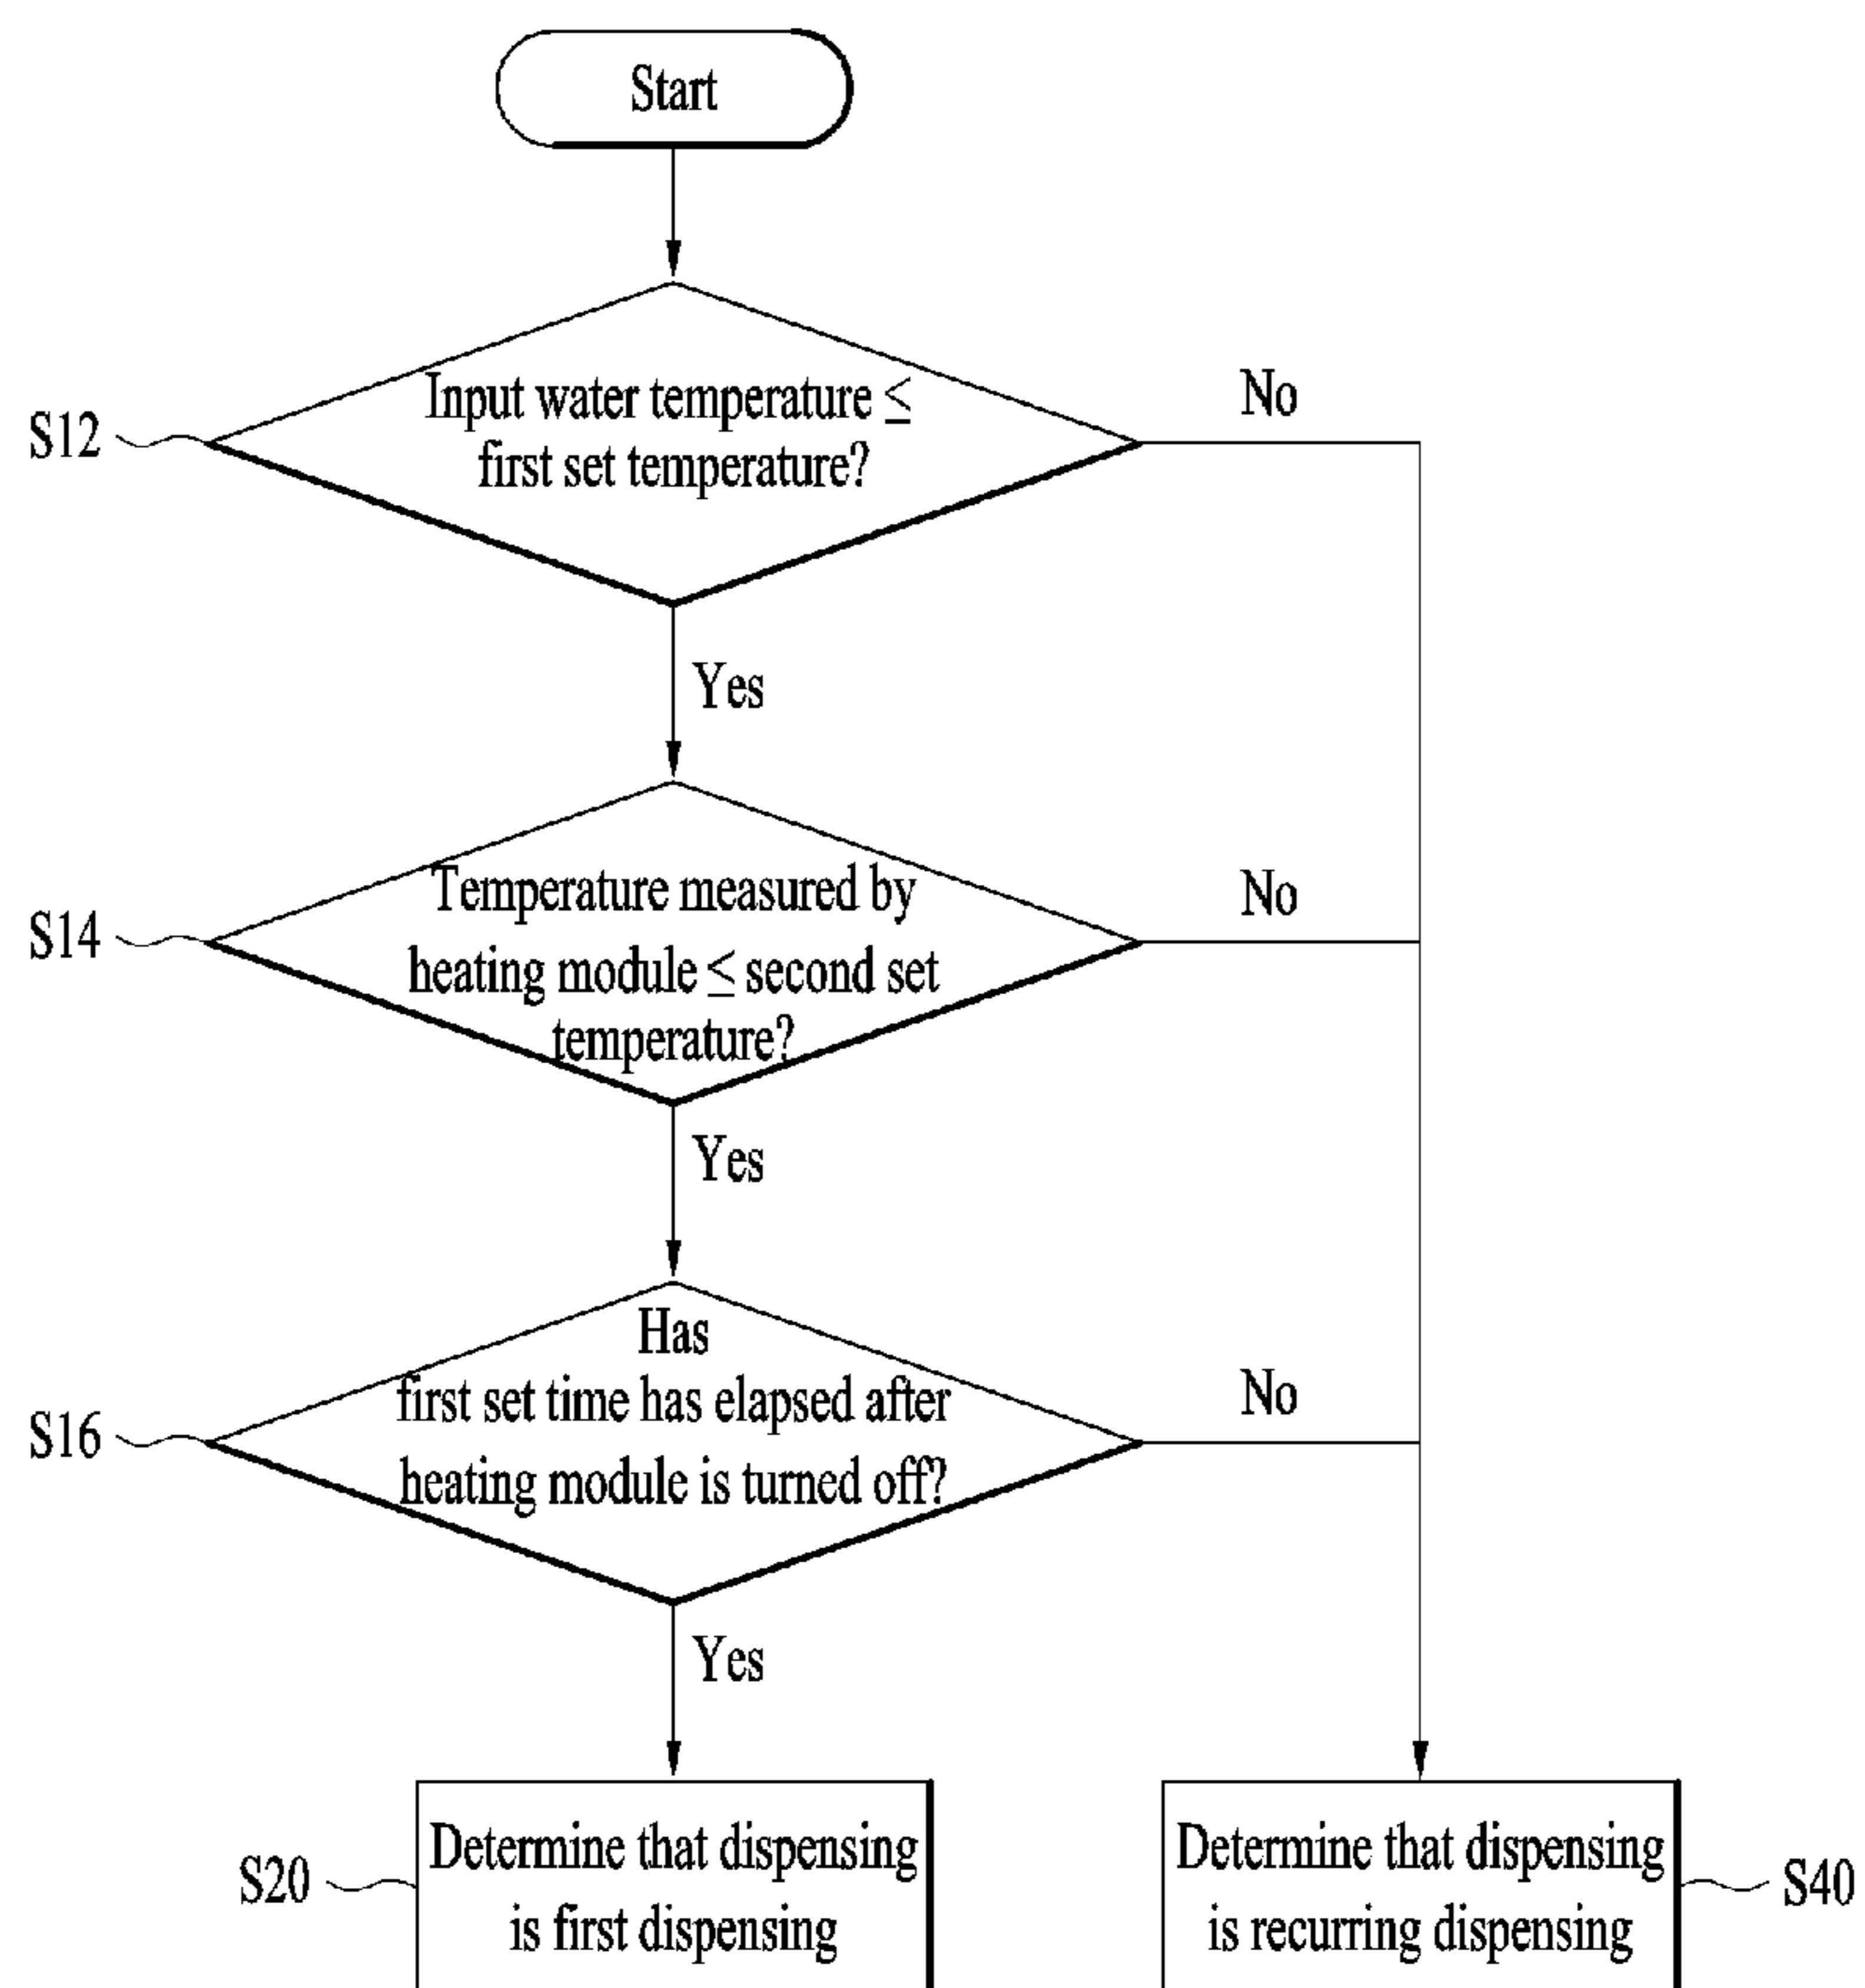 Start
S12
Input water temperature ≤
first set temperature?
No
Yes
S14
Temperature measured by
heating module ≤ second set
temperature?
No
Yes
S16
Has
first set time has elapsed after
heating module is turned off?
No
Yes
S20
Determine that dispensing
is first dispensing
Determine that dispensing
is recurring dispensing
S40